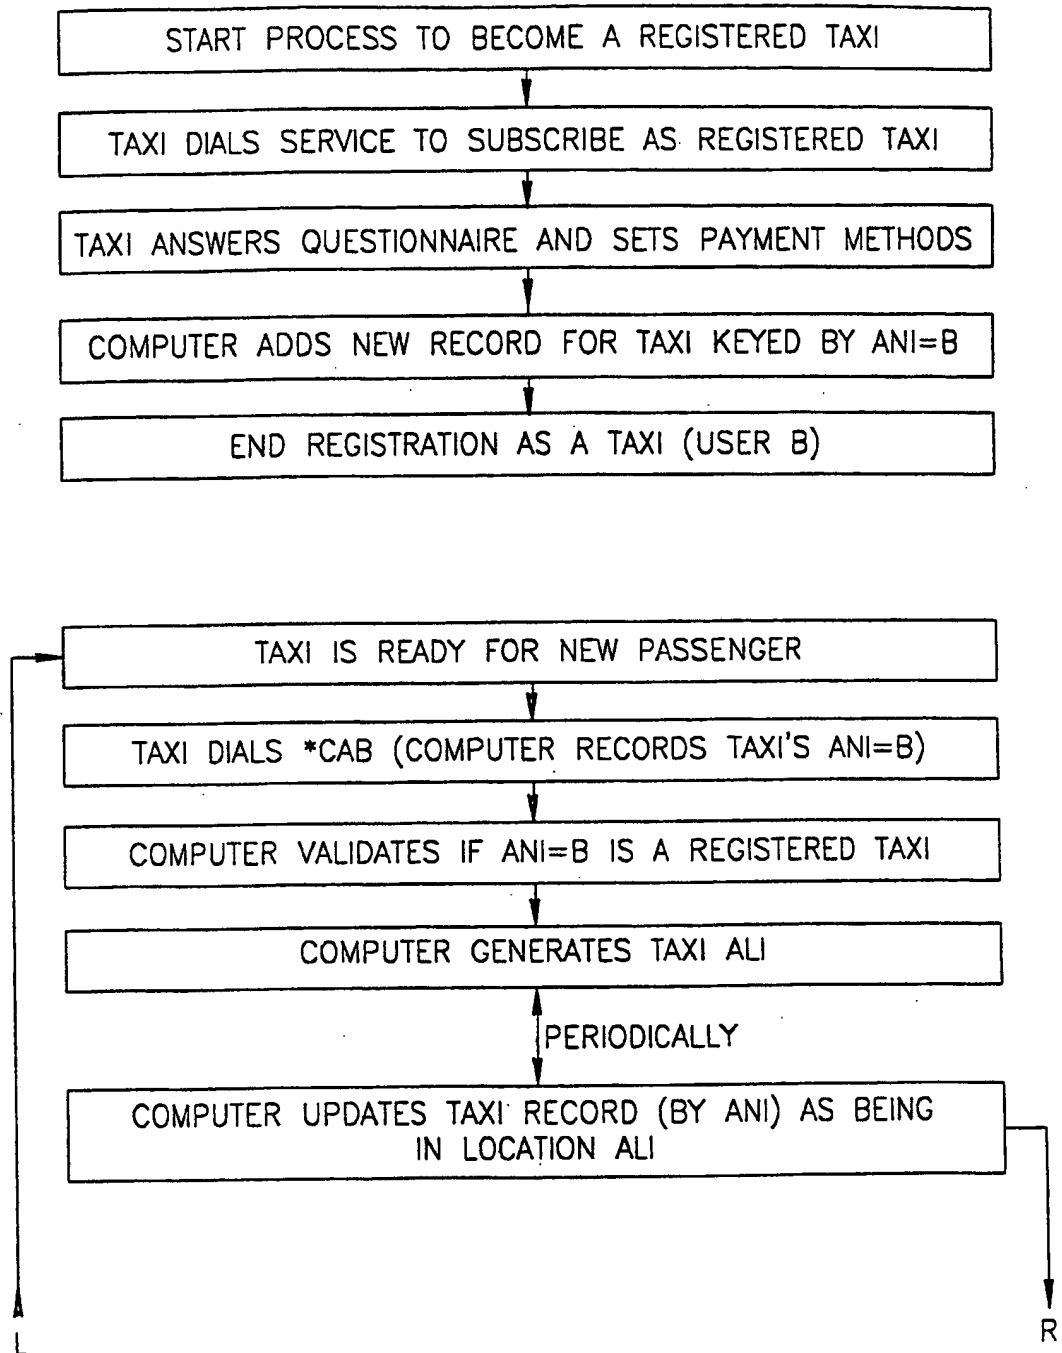 START PROCESS TO BECOME A REGISTERED TAXI
TAXI DIALS SERVICE TO SUBSCRIBE AS REGISTERED TAXI
TAXI ANSWERS QUESTIONNAIRE AND SETS PAYMENT METHODS
COMPUTER ADDS NEW RECORD FOR TAXI KEYED BY ANI=B
END REGISTRATION AS A TAXI (USER B)
TAXI IS READY FOR NEW PASSENGER
TAXI DIALS *CAB (COMPUTER RECORDS TAXI'S ANI=B)
COMPUTER VALIDATES IF ANI=B IS A REGISTERED TAXI
COMPUTER GENERATES TAXI ALI
PERIODICALLY
COMPUTER UPDATES TAXI RECORD (BY ANI) AS BEING
IN LOCATION ALI
L
R